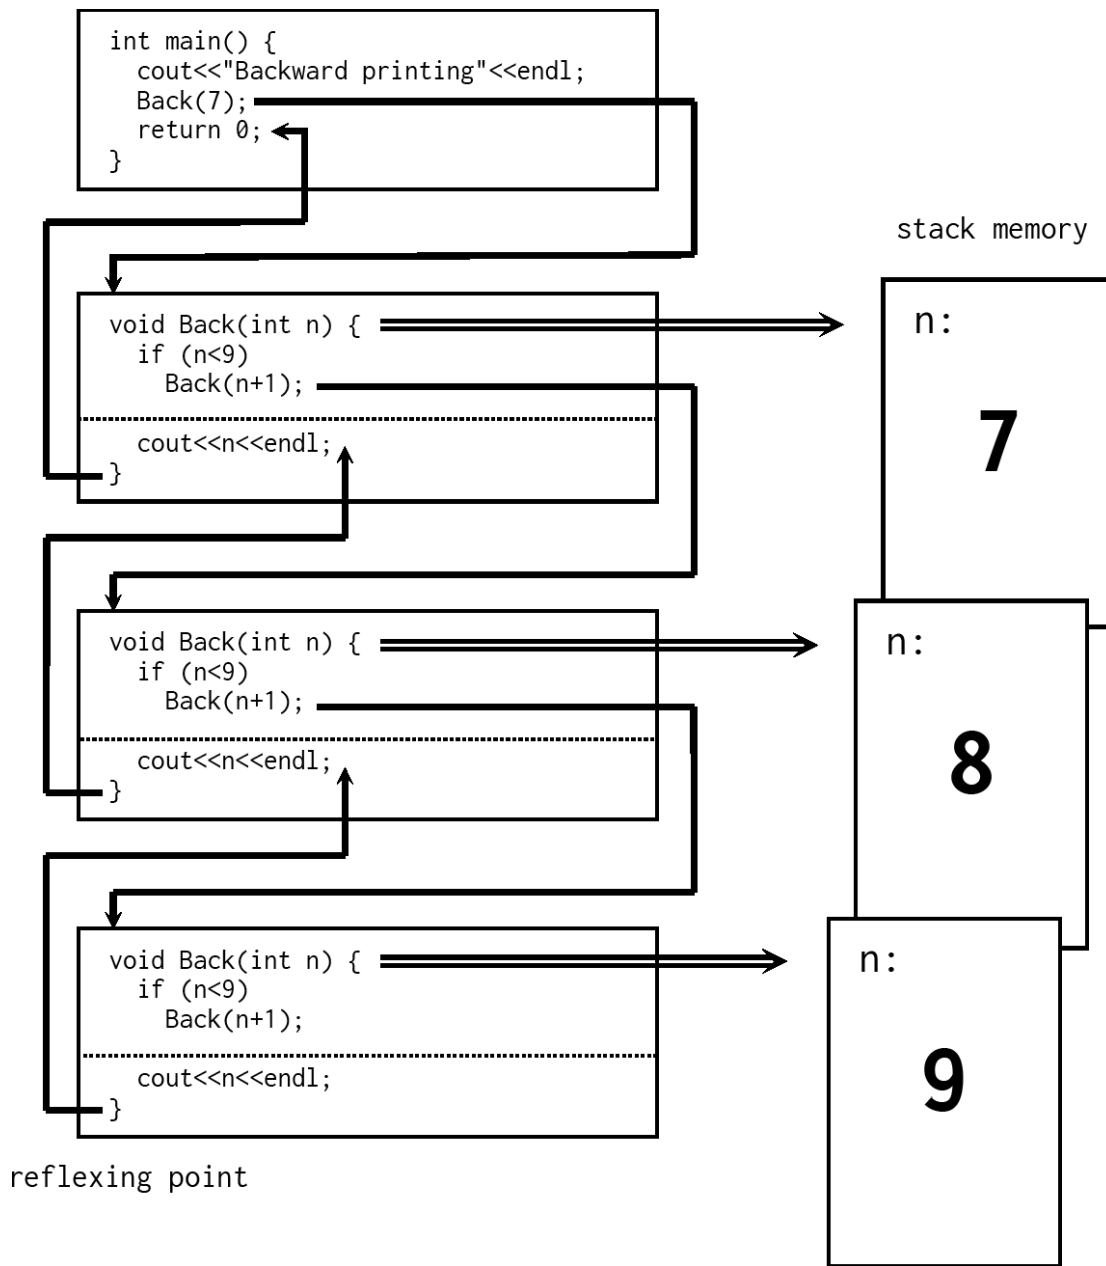 int main() {
cout<<"Backward printing"<<endl;
Back(7);
return 0;
}
stack memory
void Back(int n) {
if (n<9)
Back(n+1);
cout<<n<<endl;
}
n:
7
void Back(int n) {
if (n<9)
Back(n+1);
cout<<n<<endl;
}
n:
8
void Back(int n) {
if (n<9)
Back(n+1);
cout<<n<<endl;
}
n:
9
reflexing point